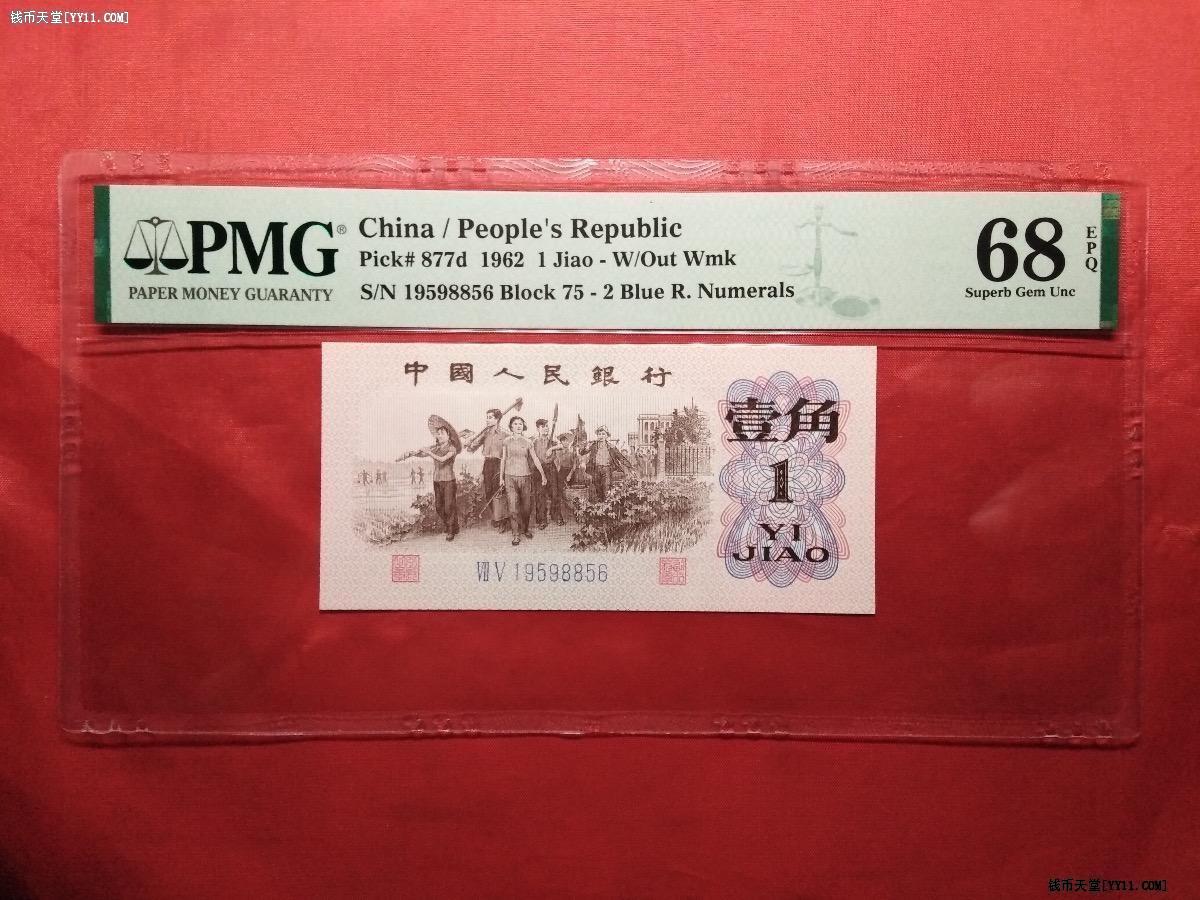 钱币天堂[YY11.COM]
PMG®
PAPER MONEY GUARANTY
China / People's Republic
Pick# 877d 1962 1 Jiao - W/Out Wmk
S/N 19598856 Block 75 - 2 Blue R. Numerals
68
EPQ
Superb Gem Unc
中國人民銀行
壹角
1
YI
JIAO
ⅦⅤ19598856
钱币天堂[YY11.COM]